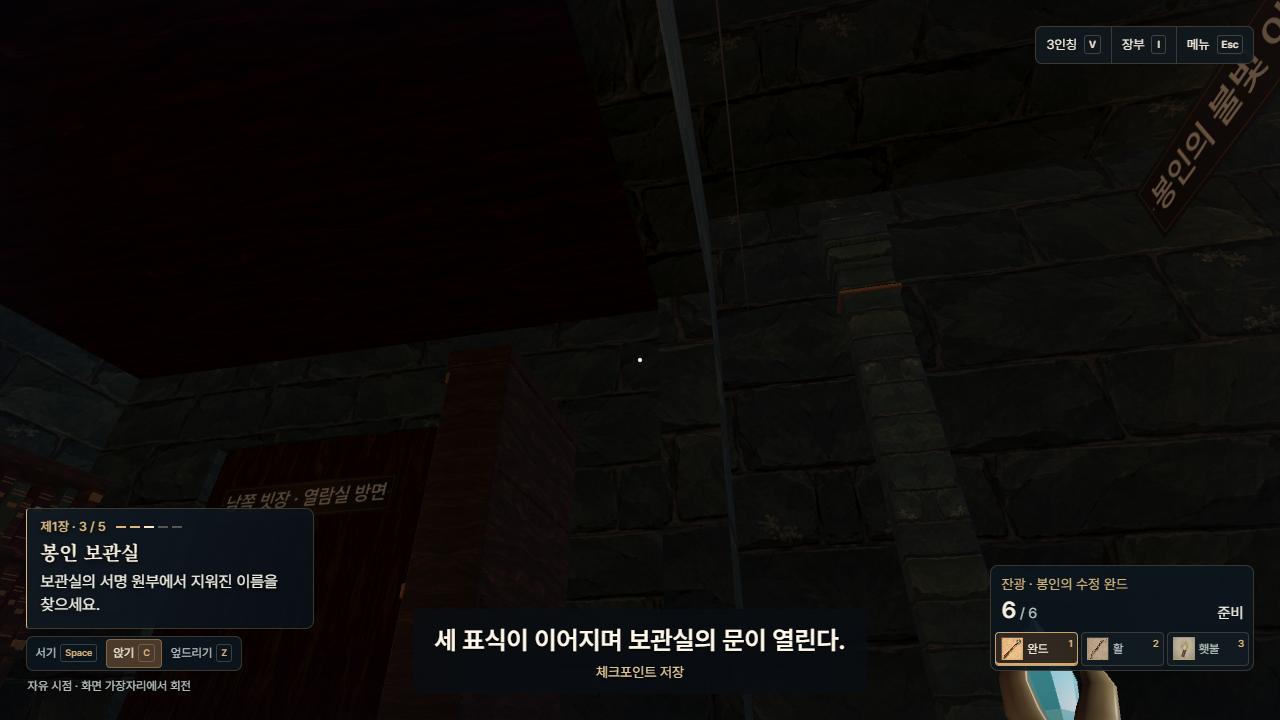 3인칭 V 장부 I 메뉴 Esc
봉인의 불빛
남쪽 빗장 · 열람실 방면
제1장 · 3 / 5
봉인 보관실
보관실의 서명 원부에서 지워진 이름을
찾으세요.
서기 Space 앉기 C 엎드리기 Z
자유 시점 · 화면 가장자리에서 회전
세 표식이 이어지며 보관실의 문이 열린다.
체크포인트 저장
잔광 · 봉인의 수정 완드
6 / 6 준비
완드 1 활 2 횃불 3